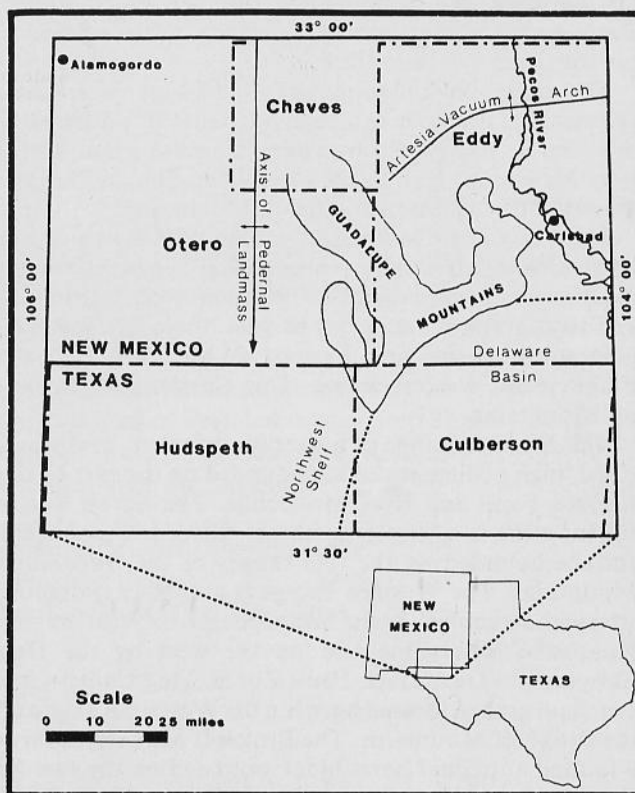 33° 00'
Alamogordo
Chaves
Pecos River
Artesia-Vacuum Arch
Eddy
Axis of Pedernal Landmass
GUADALUPE
MOUNTAINS
Otero
Carlsbad
106° 00'
104° 00'
NEW MEXICO
Delaware
TEXAS
Basin
Hudspeth
Northwest Shelf
Culberson
31° 30'
NEW
MEXICO
TEXAS
Scale
0 10 20 25 miles